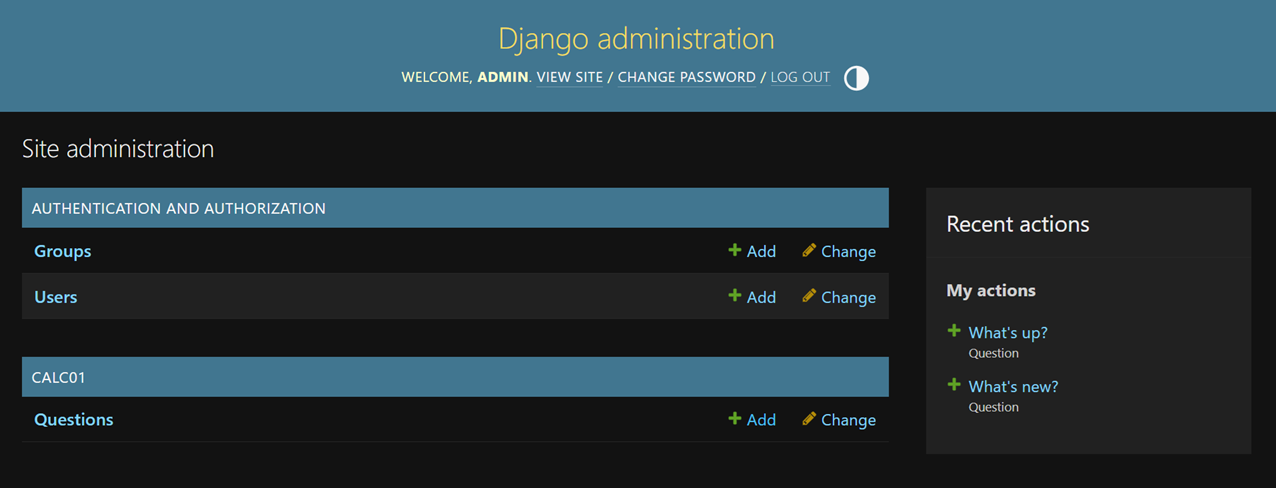 Django administration
WELCOME, ADMIN. VIEW SITE / CHANGE PASSWORD / LOG OUT
Site administration
AUTHENTICATION AND AUTHORIZATION
Groups Add Change
Users Add Change
CALC01
Questions Add Change
Recent actions
My actions
What's up?
Question
What's new?
Question